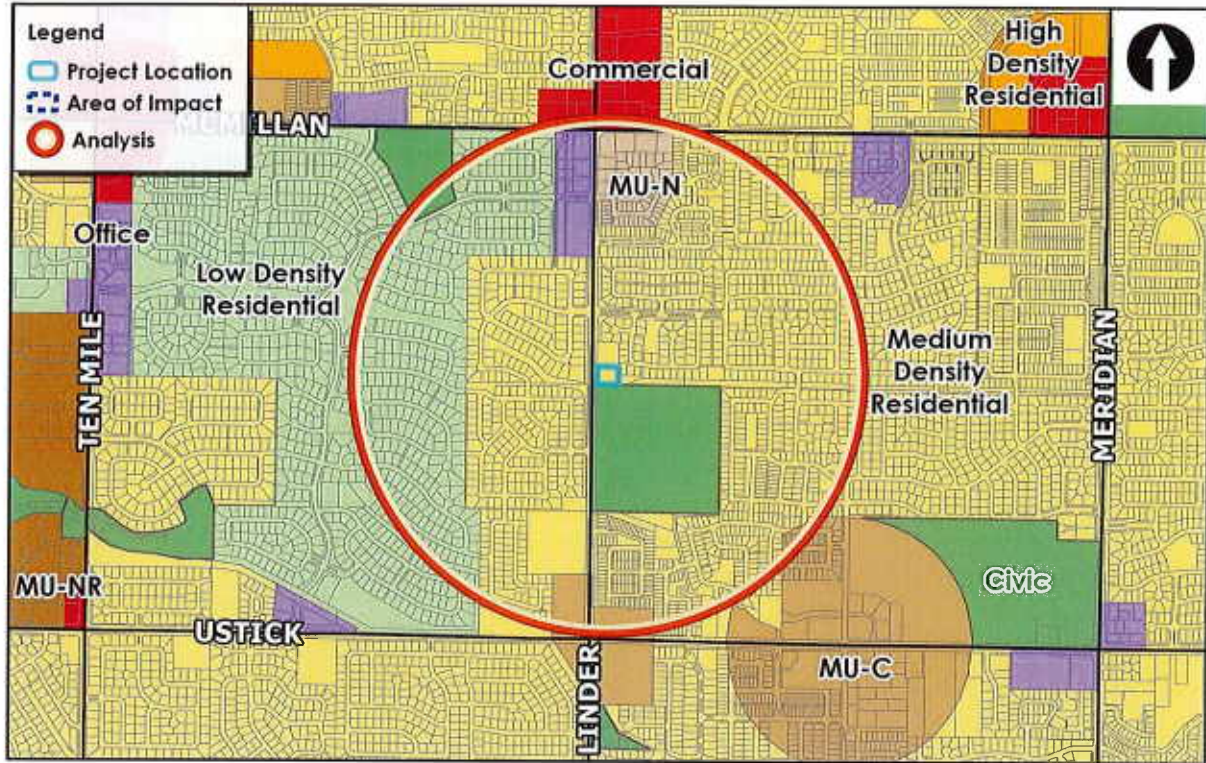 Legend
Project Location
Area of Impact
Analysis
MCMILLAN
Commercial
High
Density
Residential
MU-N
Office
Low Density
Residential
TEN MILE
Medium
Density
Residential
MERIDIAN
MU-NR
Civic
USTICK
LINDER
MU-C